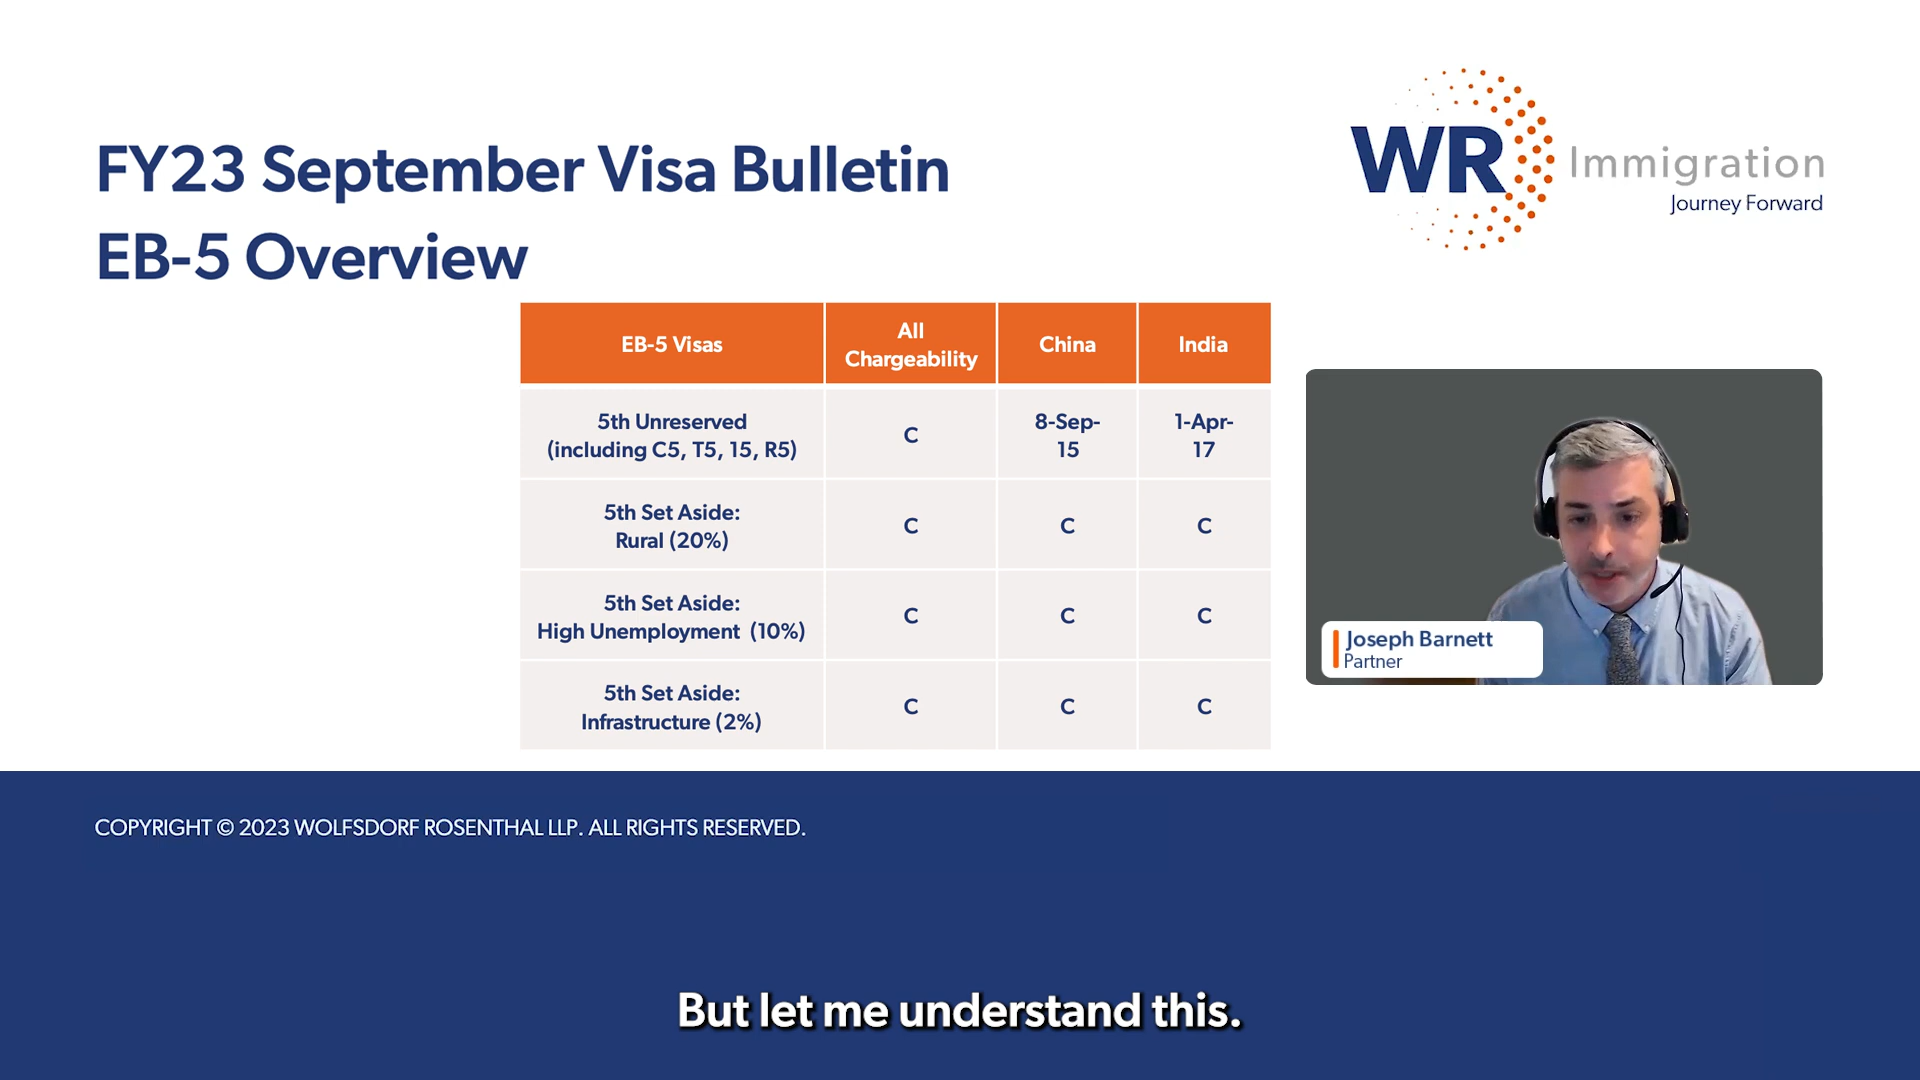 FY23 September Visa Bulletin
EB-5 Overview
WR Immigration
Journey Forward
EB-5 Visas
All
Chargeability
China
India
5th Unreserved
(including C5, T5, 15, R5)
C
8-Sep-
15
1-Apr-
17
5th Set Aside:
Rural (20%)
C
C
C
5th Set Aside:
High Unemployment (10%)
C
C
C
5th Set Aside:
Infrastructure (2%)
C
C
C
Joseph Barnett
Partner
COPYRIGHT © 2023 WOLFSDORF ROSENTHAL LLP. ALL RIGHTS RESERVED.
But let me understand this.